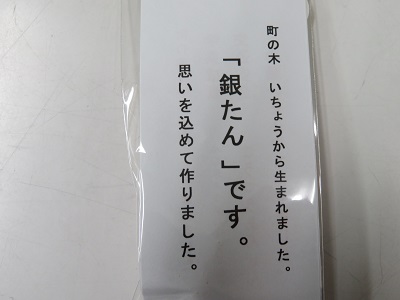 町の木　いちょうから生まれました。
「銀たん」です。
思いを込めて作りました。